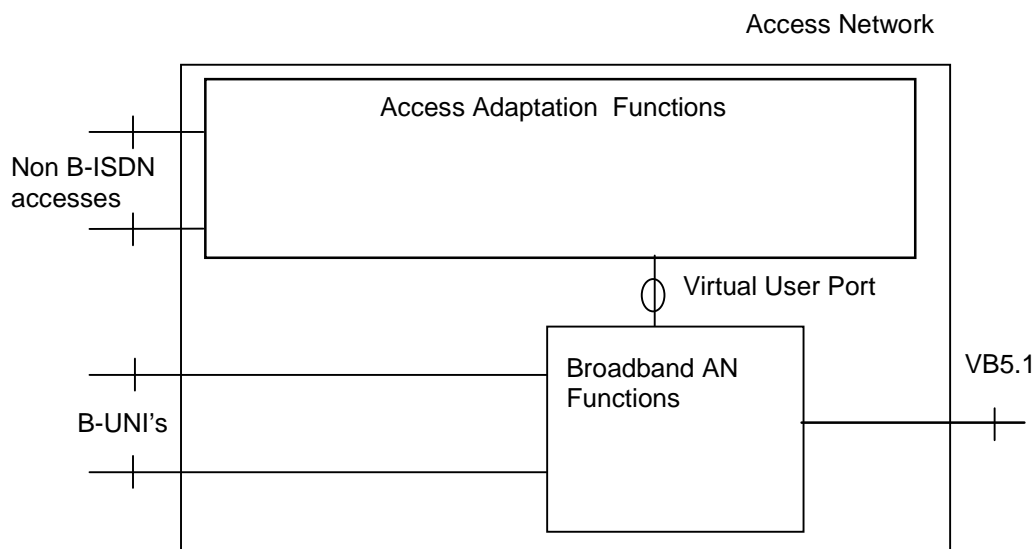 Access Network
Access Adaptation Functions
Non B-ISDN
accesses
Virtual User Port
Broadband AN
Functions
VB5.1
B-UNI's